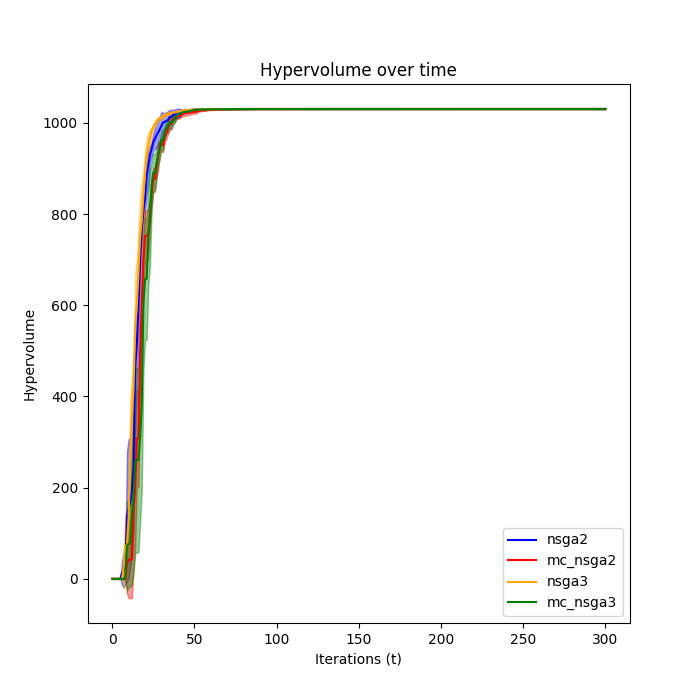 Hypervolume over time
Hypervolume
1000
800
600
400
200
0
0 50 100 150 200 250 300
Iterations (t)
nsga2
mc_nsga2
nsga3
mc_nsga3